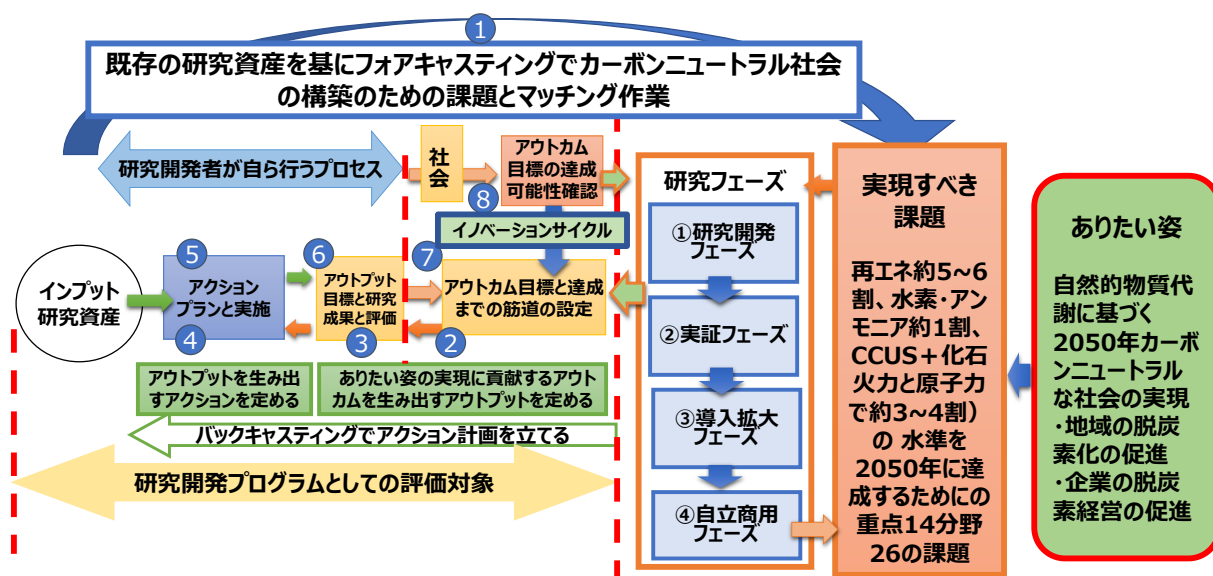 ①
既存の研究資産を基にフォアキャスティングでカーボンニュートラル社会
の構築のための課題とマッチング作業
研究開発者が自ら行うプロセス
社
会
アウトカム
目標の達成
可能性確認
⑧
イノベーションサイクル
インプット
研究資産
⑤
アクション
プランと実施
④
⑥
アウトプット
目標と研究
成果と評価
③
⑦
アウトカム目標と達成
までの筋道の設定
②
アウトプットを生み出
すアクションを定める
ありたい姿の実現に貢献するアウト
カムを生み出すアウトプットを定める
バックキャスティングでアクション計画を立てる
研究開発プログラムとしての評価対象
研究フェーズ
①研究開発
フェーズ
②実証フェーズ
③導入拡大
フェーズ
④自立商用
フェーズ
実現すべき
課題
再エネ約5~6
割、水素・アン
モニア約1割、
CCUS+化石
火力と原子力
で約3~4割）
の 水準を
2050年に達
成するためにの
重点14分野
26の課題
ありたい姿
自然的物質代
謝に基づく
2050年カーボ
ンニュートラル
な社会の実現
・地域の脱炭
素化の促進
・企業の脱炭
素経営の促進